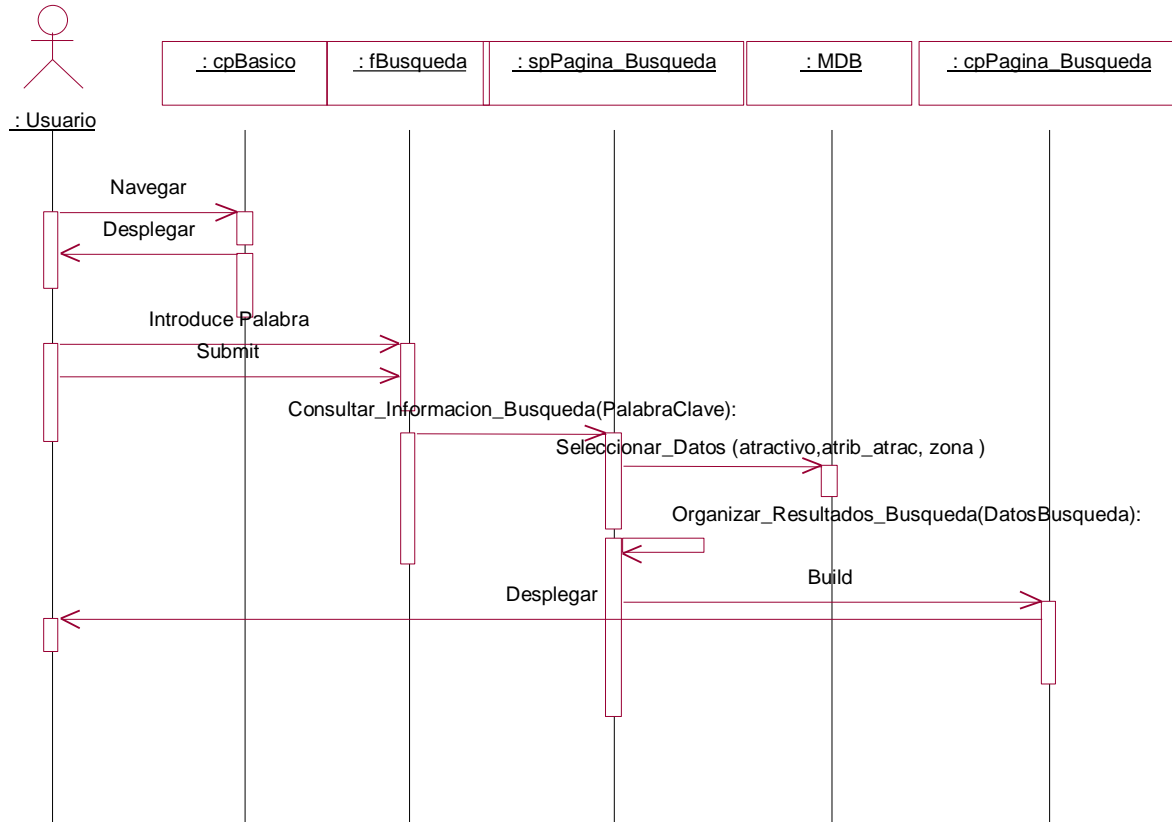 : cpBasico
: fBusqueda
: spPagina_Busqueda
: MDB
: cpPagina_Busqueda
: Usuario
Navegar
Desplegar
Introduce Palabra
Submit
Consultar_Informacion_Busqueda(PalabraClave):
Seleccionar_Datos (atractivo,atrib_atrac, zona )
Organizar_Resultados_Busqueda(DatosBusqueda):
Build
Desplegar